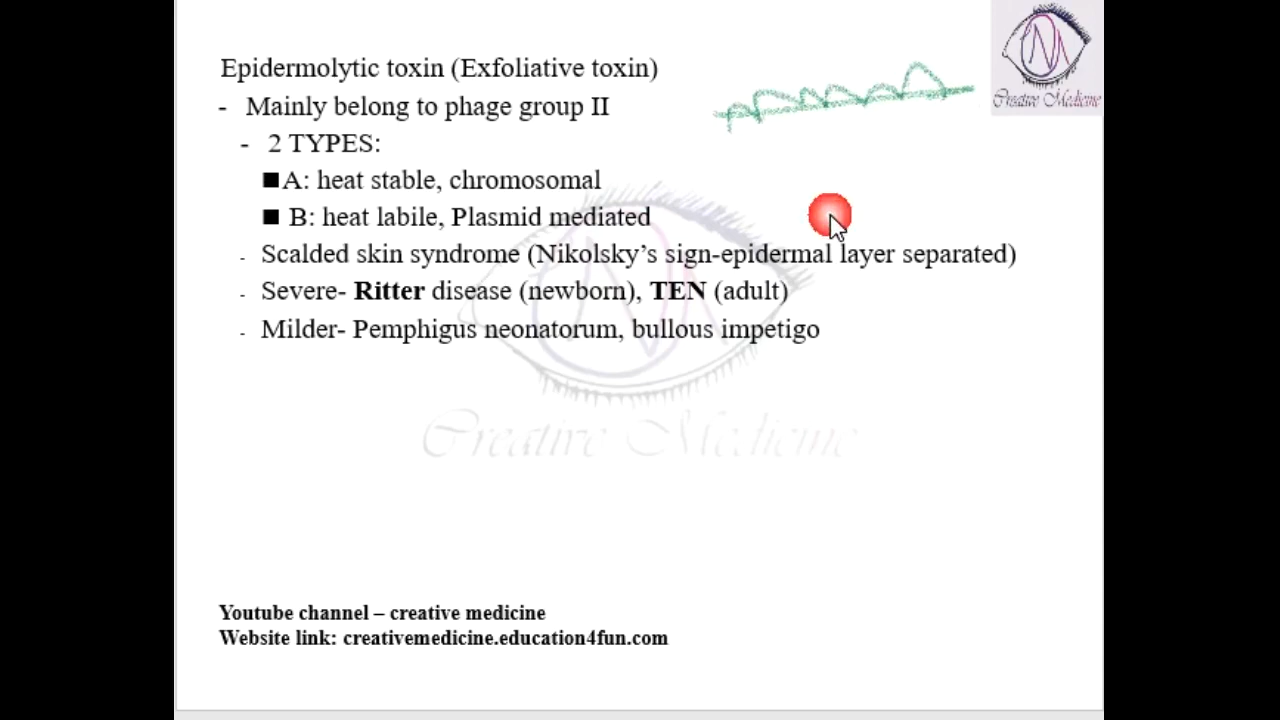 Creative Medicine
Epidermolytic toxin (Exfoliative toxin)
- Mainly belong to phage group II
- 2 TYPES:
■A: heat stable, chromosomal
■ B: heat labile, Plasmid mediated
- Scalded skin syndrome (Nikolsky’s sign-epidermal layer separated)
- Severe- Ritter disease (newborn), TEN (adult)
- Milder- Pemphigus neonatorum, bullous impetigo
Creative Medicine
Youtube channel – creative medicine
Website link: creativemedicine.education4fun.com